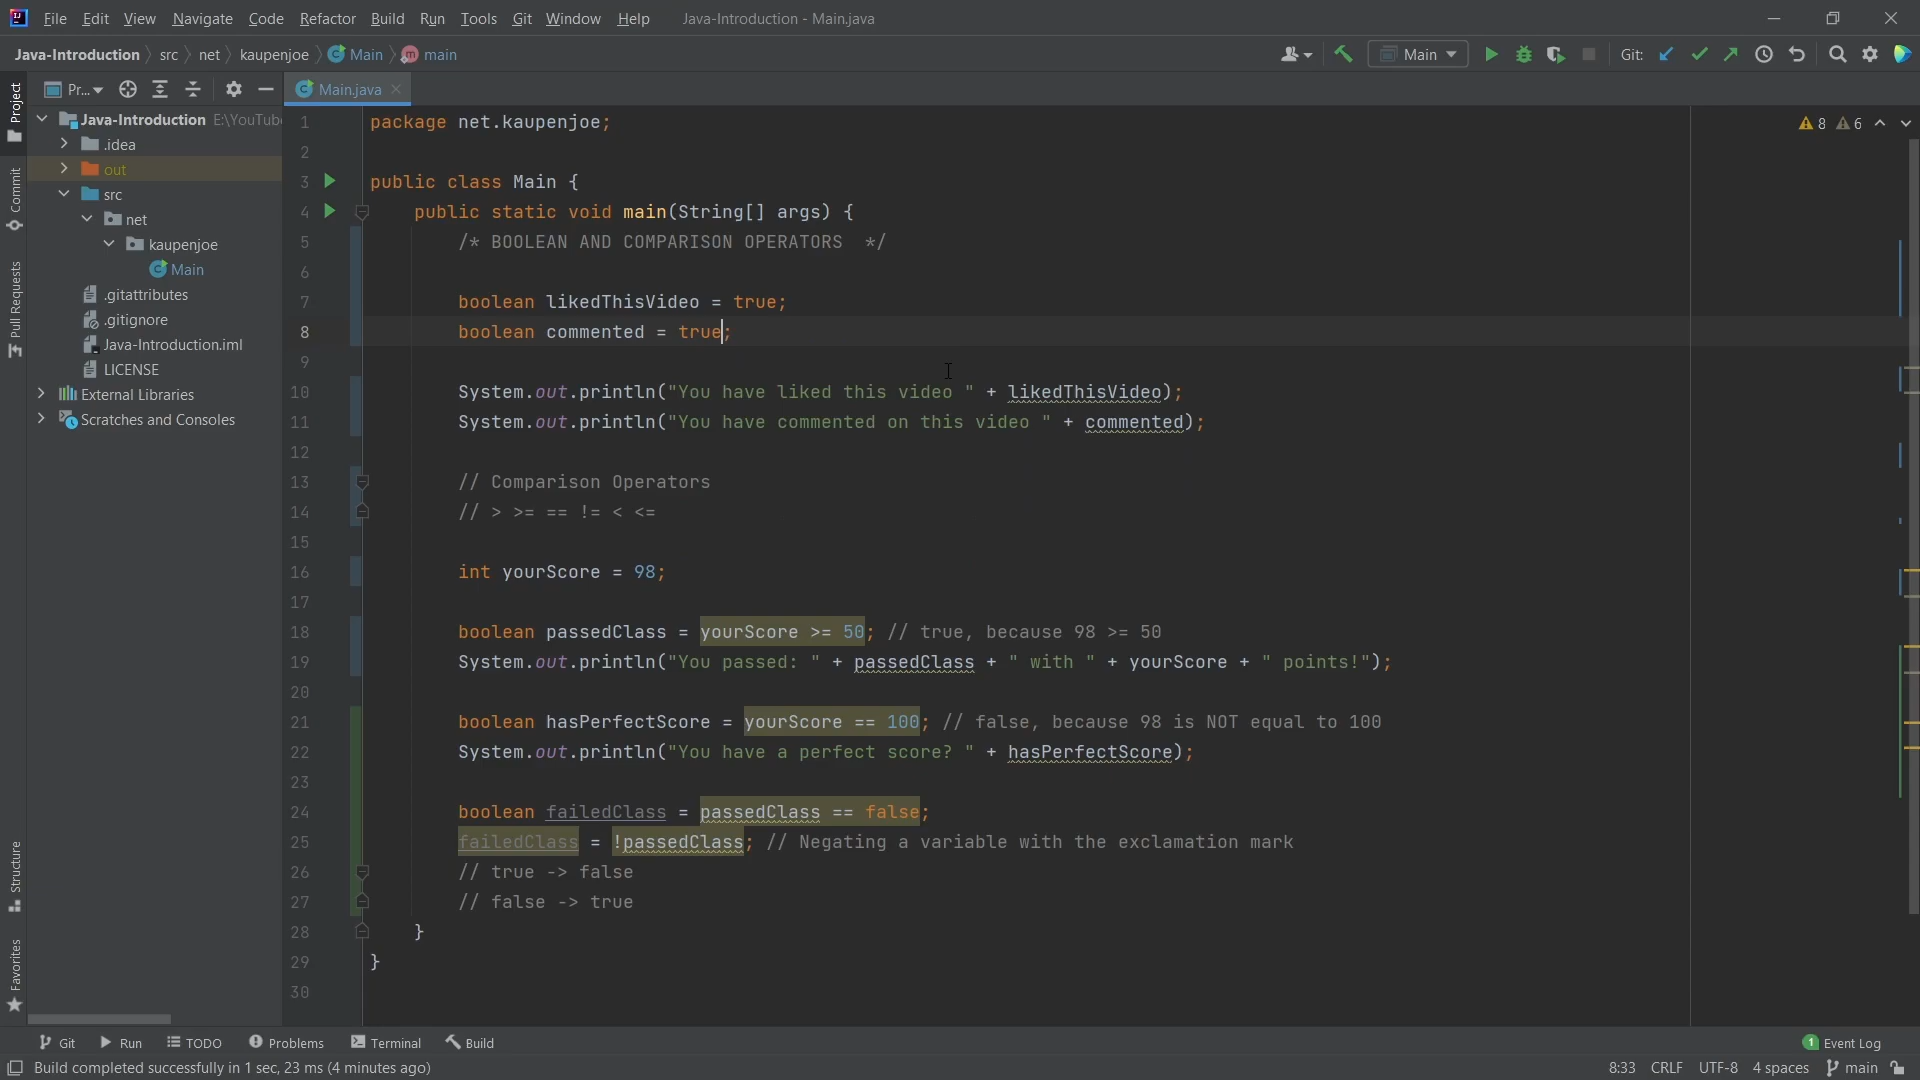 File Edit View Navigate Code Refactor Build Run Tools Git Window Help Java-Introduction - Main.java
Java-Introduction src net kaupenjoe Main main Main Git:
Pr... Main.java
Project
Commit
Pull Requests
Structure
Favorites
Java-Introduction E:\YouTub
.idea
out
src
net
kaupenjoe
Main
.gitattributes
.gitignore
Java-Introduction.iml
LICENSE
External Libraries
Scratches and Consoles
8 6
1 package net.kaupenjoe;
2
3 public class Main {
4 public static void main(String[] args) {
5 /* BOOLEAN AND COMPARISON OPERATORS */
6
7 boolean likedThisVideo = true;
8 boolean commented = true;
9
10 System.out.println("You have liked this video " + likedThisVideo);
11 System.out.println("You have commented on this video " + commented);
12
13 // Comparison Operators
14 // > >= == != < <=
15
16 int yourScore = 98;
17
18 boolean passedClass = yourScore >= 50; // true, because 98 >= 50
19 System.out.println("You passed: " + passedClass + " with " + yourScore + " points!");
20
21 boolean hasPerfectScore = yourScore == 100; // false, because 98 is NOT equal to 100
22 System.out.println("You have a perfect score? " + hasPerfectScore);
23
24 boolean failedClass = passedClass == false;
25 failedClass = !passedClass; // Negating a variable with the exclamation mark
26 // true -> false
27 // false -> true
28 }
29 }
30
Git Run TODO Problems Terminal Build 1 Event Log
Build completed successfully in 1 sec, 23 ms (4 minutes ago) 8:33 CRLF UTF-8 4 spaces main